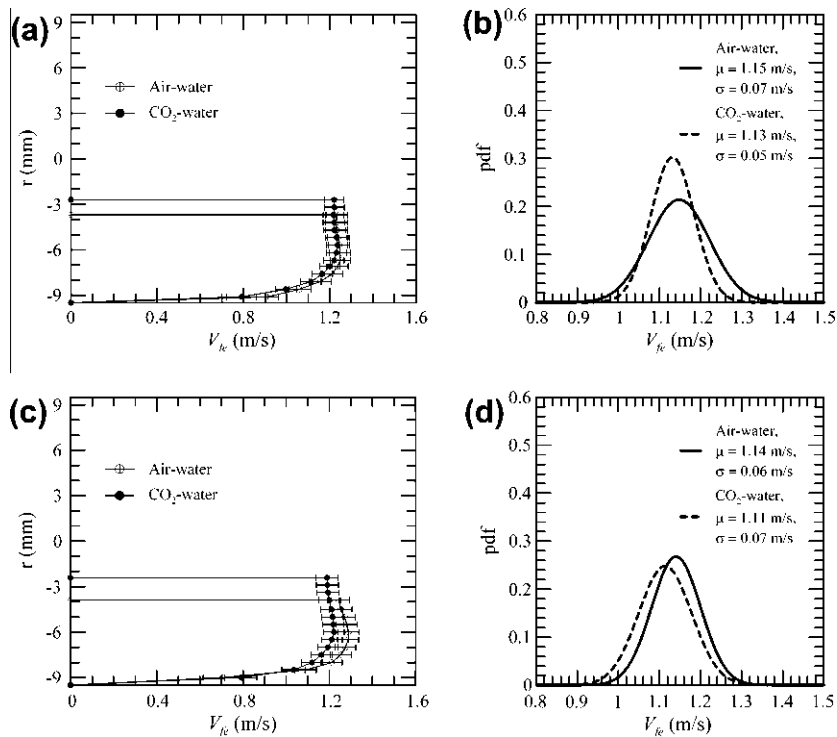 (a)
9
6
3
0
-3
-6
-9
r (mm)
Air-water
CO2-water
0
0.4
0.8
1.2
1.6
Vfe (m/s)
(b)
0.6
0.5
0.4
0.3
0.2
0.1
0
pdf
Air-water,
μ = 1.15 m/s,
σ = 0.07 m/s
CO2-water,
μ = 1.13 m/s,
σ = 0.05 m/s
0.8
0.9
1
1.1
1.2
1.3
1.4
1.5
Vfe (m/s)
(c)
9
6
3
0
-3
-6
-9
r (mm)
Air-water
CO2-water
0
0.4
0.8
1.2
1.6
Vfe (m/s)
(d)
0.6
0.5
0.4
0.3
0.2
0.1
0
pdf
Air-water,
μ = 1.14 m/s,
σ = 0.06 m/s
CO2-water,
μ = 1.11 m/s,
σ = 0.07 m/s
0.8
0.9
1
1.1
1.2
1.3
1.4
1.5
Vfe (m/s)